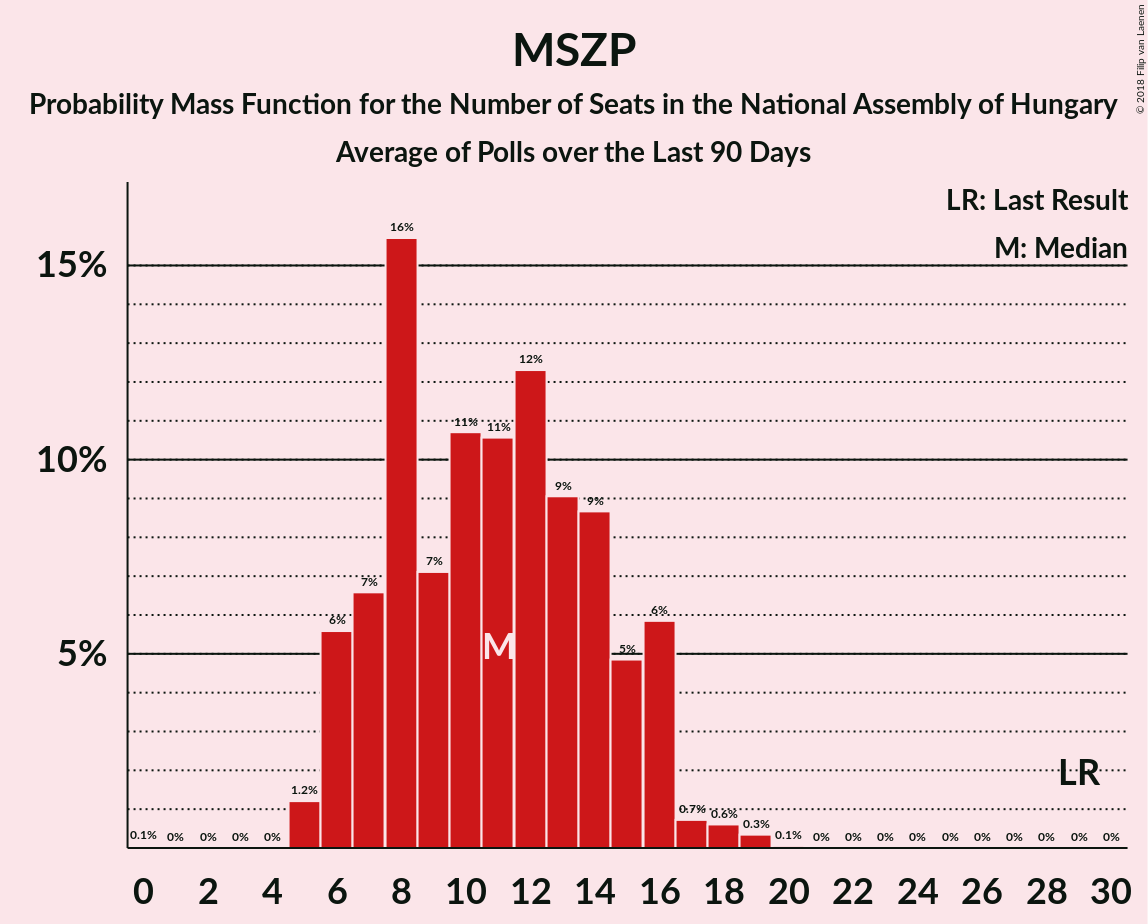 MSZP
Probability Mass Function for the Number of Seats in the National Assembly of Hungary
Average of Polls over the Last 90 Days
© 2018 Filip van Laenen
LR: Last Result
M: Median
15%
10%
5%
0.1% 0% 0% 0% 0% 1.2% 6% 7% 16% 7% 11% 11% 12% 9% 9% 5% 6% 0.7% 0.6% 0.3% 0.1% 0% 0% 0% 0% 0% 0% 0% 0% 0% 0%
M
LR
0 2 4 6 8 10 12 14 16 18 20 22 24 26 28 30